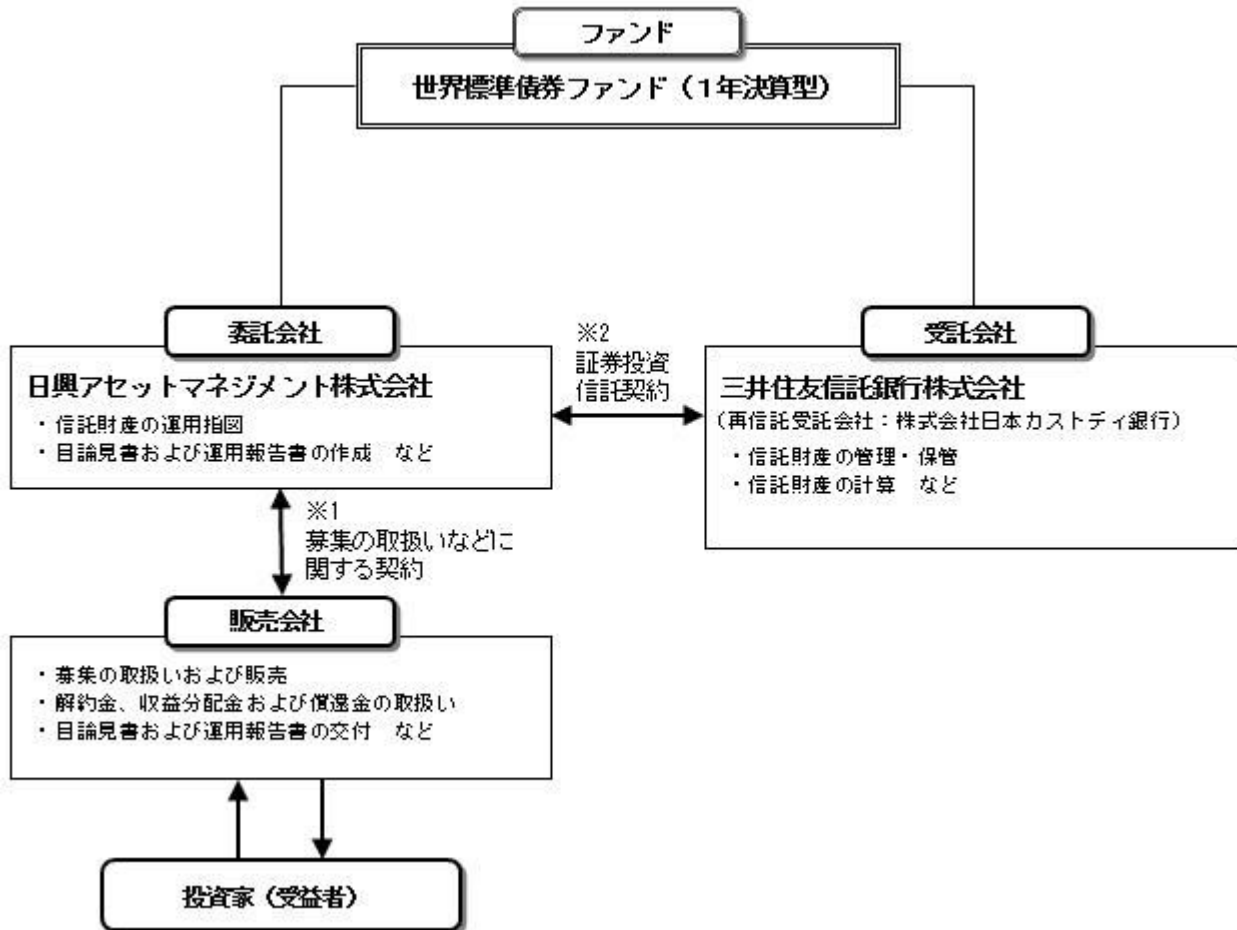 ファンド
世界標準債券ファンド（1年決算型）
委託会社
日興アセットマネジメント株式会社
・信託財産の運用指図
・目論見書および運用報告書の作成　など
※2
証券投資
信託契約
受託会社
三井住友信託銀行株式会社
（再信託受託会社：株式会社日本カストディ銀行）
・信託財産の管理・保管
・信託財産の計算　など
※1
募集の取扱いなどに
関する契約
販売会社
・募集の取扱いおよび販売
・解約金、収益分配金および償還金の取扱い
・目論見書および運用報告書の交付　など
投資家（受益者）